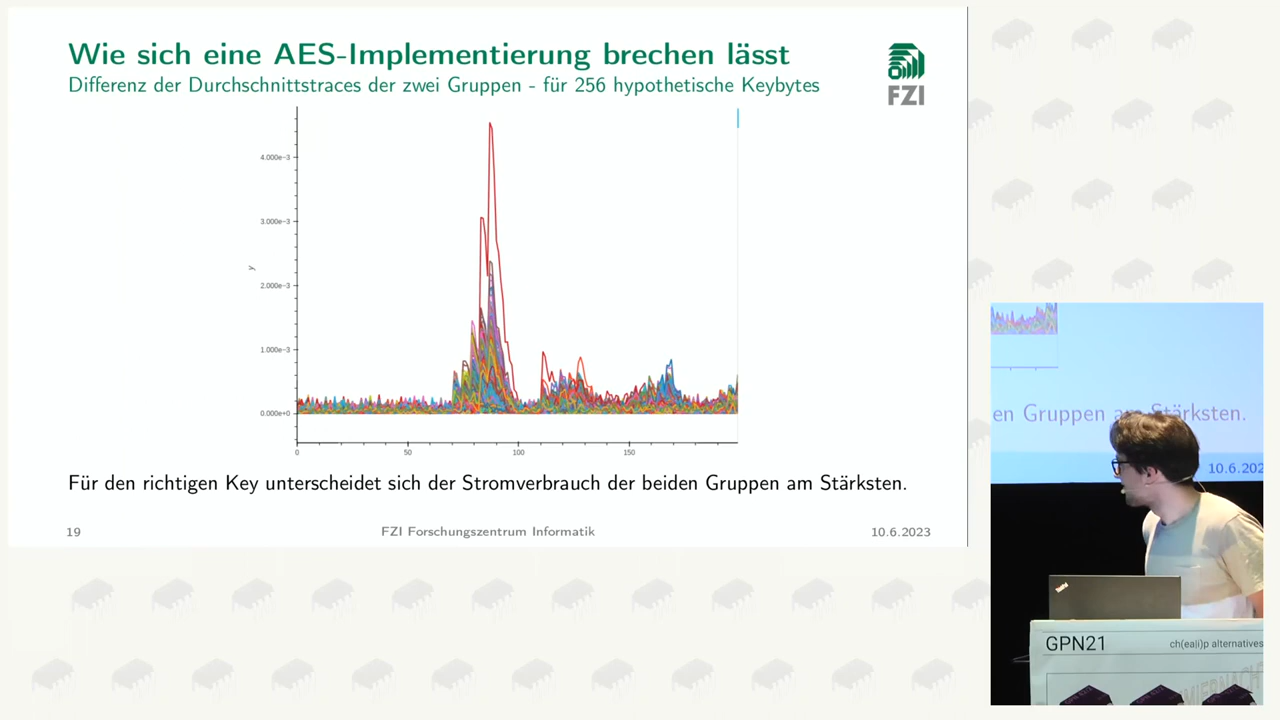 Wie sich eine AES-Implementierung brechen lässt
Differenz der Durchschnittstraces der zwei Gruppen - für 256 hypothetische Keybytes
FZI
4.000e−3
3.000e−3
y
2.000e−3
1.000e−3
0.000e+0
0
50
100
150
Für den richtigen Key unterscheidet sich der Stromverbrauch der beiden Gruppen am Stärksten.
19
FZI Forschungszentrum Informatik
10.6.2023
en Gruppen am Stärksten.
10.6.202
GPN21
ch(ea|i)p alternatives